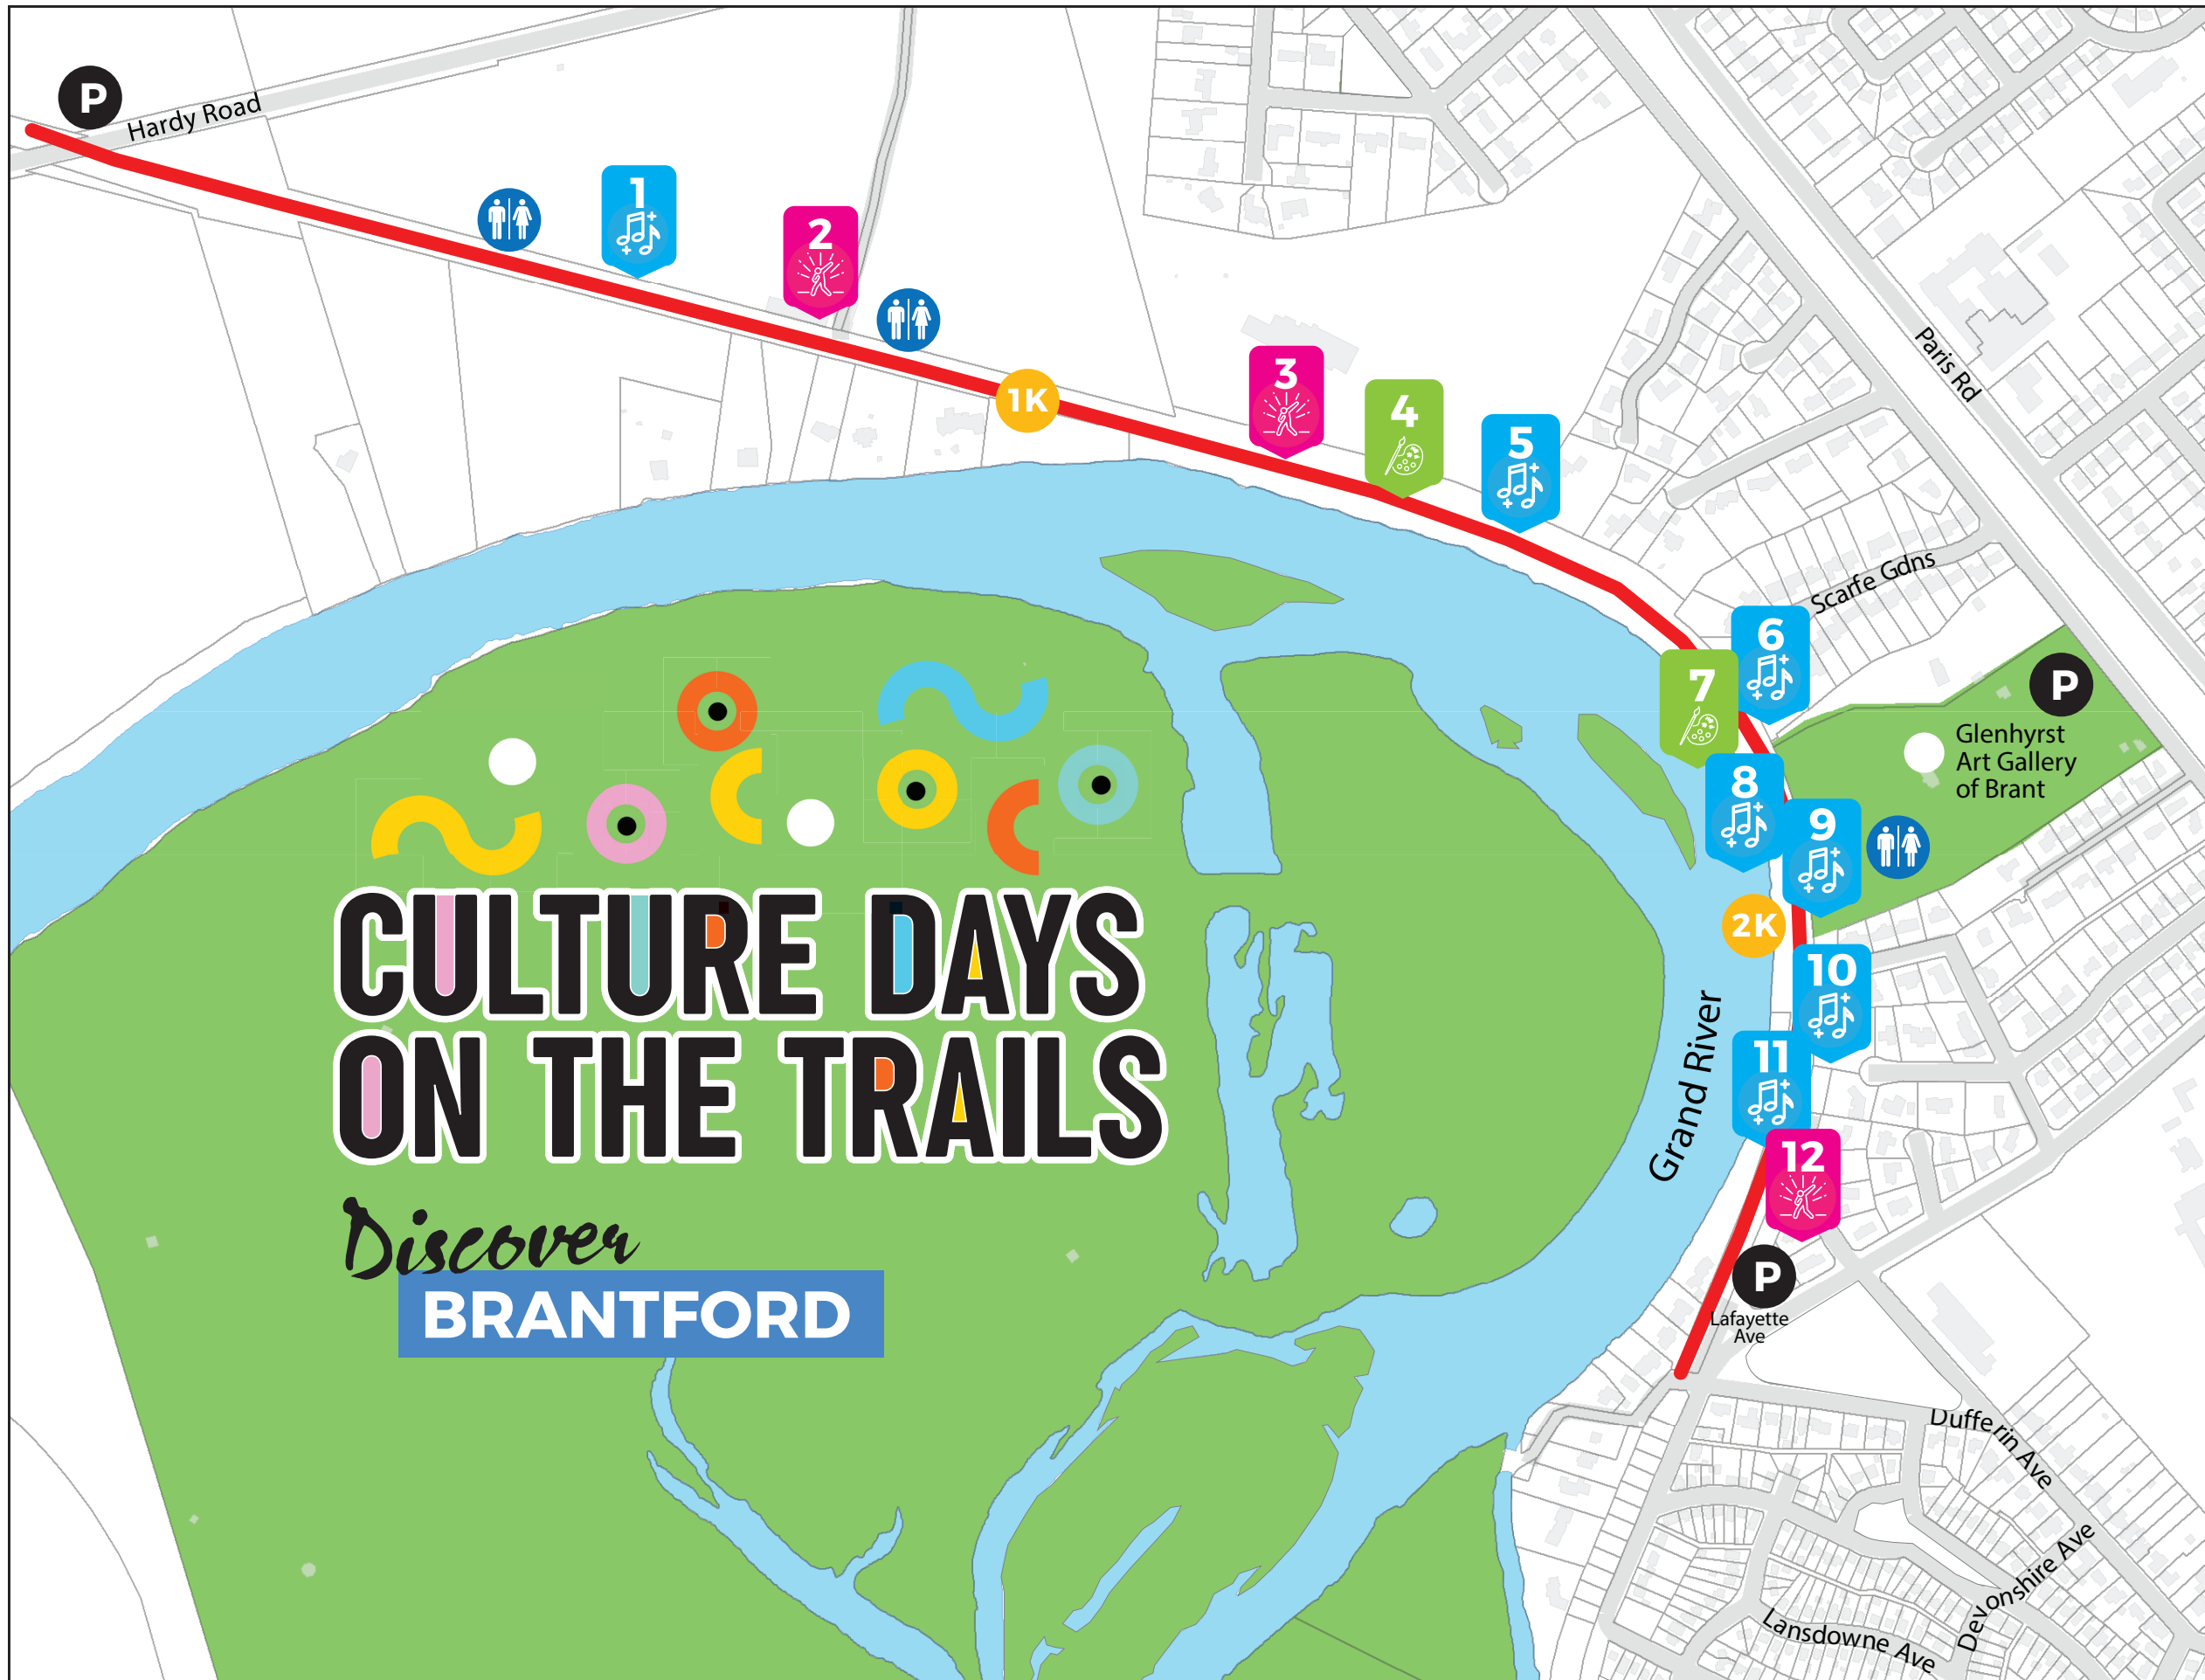 P
Hardy Road
1
2
1K
3
4
5
Paris Rd
Scarfe Gdns
6
7
P
Glenhyrst
Art Gallery
of Brant
8
9
2K
10
11
Grand River
12
P
Lafayette
Ave
CULTURE DAYS
ON THE TRAILS
Discover
BRANTFORD
Dufferin Ave
Devonshire Ave
Lansdowne Ave